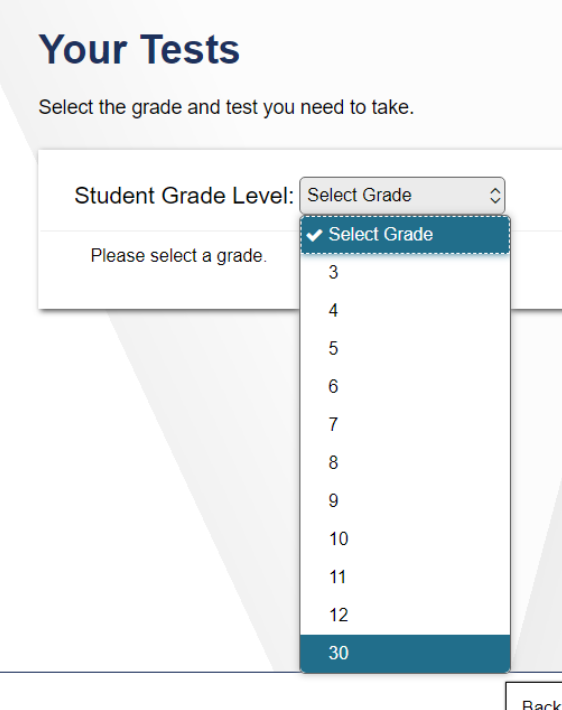 Your Tests
Select the grade and test you need to take.
Student Grade Level: Select Grade
Select Grade
Please select a grade.
3
4
5
6
7
8
9
10
11
12
30
Back